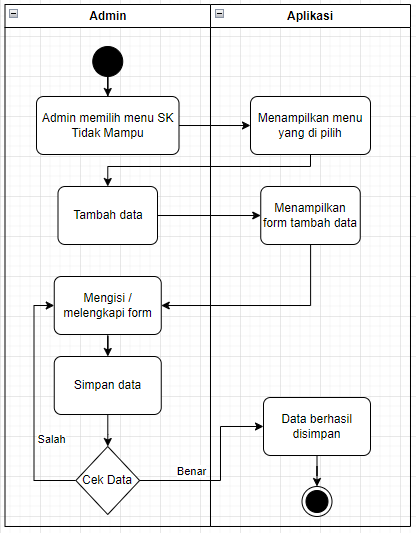 Admin
Aplikasi
Admin memilih menu SK
Tidak Mampu
Menampilkan menu
yang di pilih
Tambah data
Menampilkan
form tambah data
Mengisi /
melengkapi form
Simpan data
Salah
Cek Data
Benar
Data berhasil
disimpan